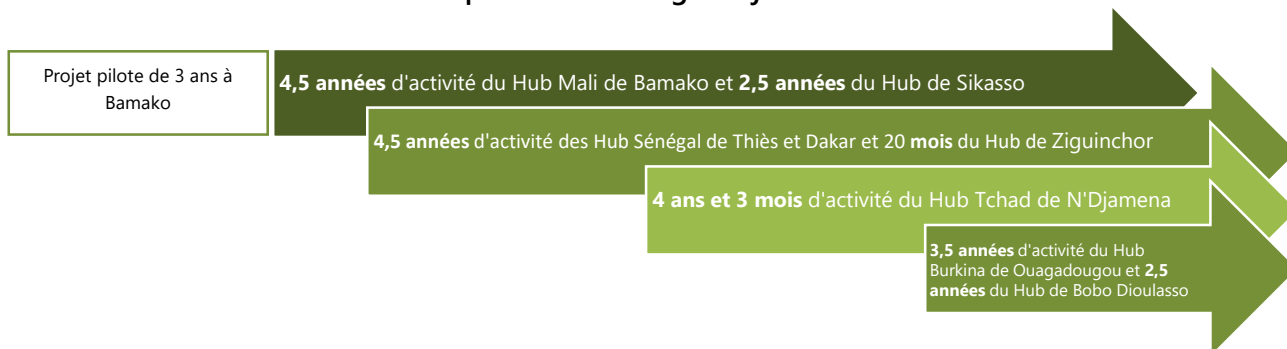 Projet pilote de 3 ans à
Bamako
4,5 années d'activité du Hub Mali de Bamako et 2,5 années du Hub de Sikasso
4,5 années d'activité des Hub Sénégal de Thiès et Dakar et 20 mois du Hub de Ziguinchor
4 ans et 3 mois d'activité du Hub Tchad de N'Djamena
3,5 années d'activité du Hub
Burkina de Ouagadougou et 2,5
années du Hub de Bobo Dioulasso